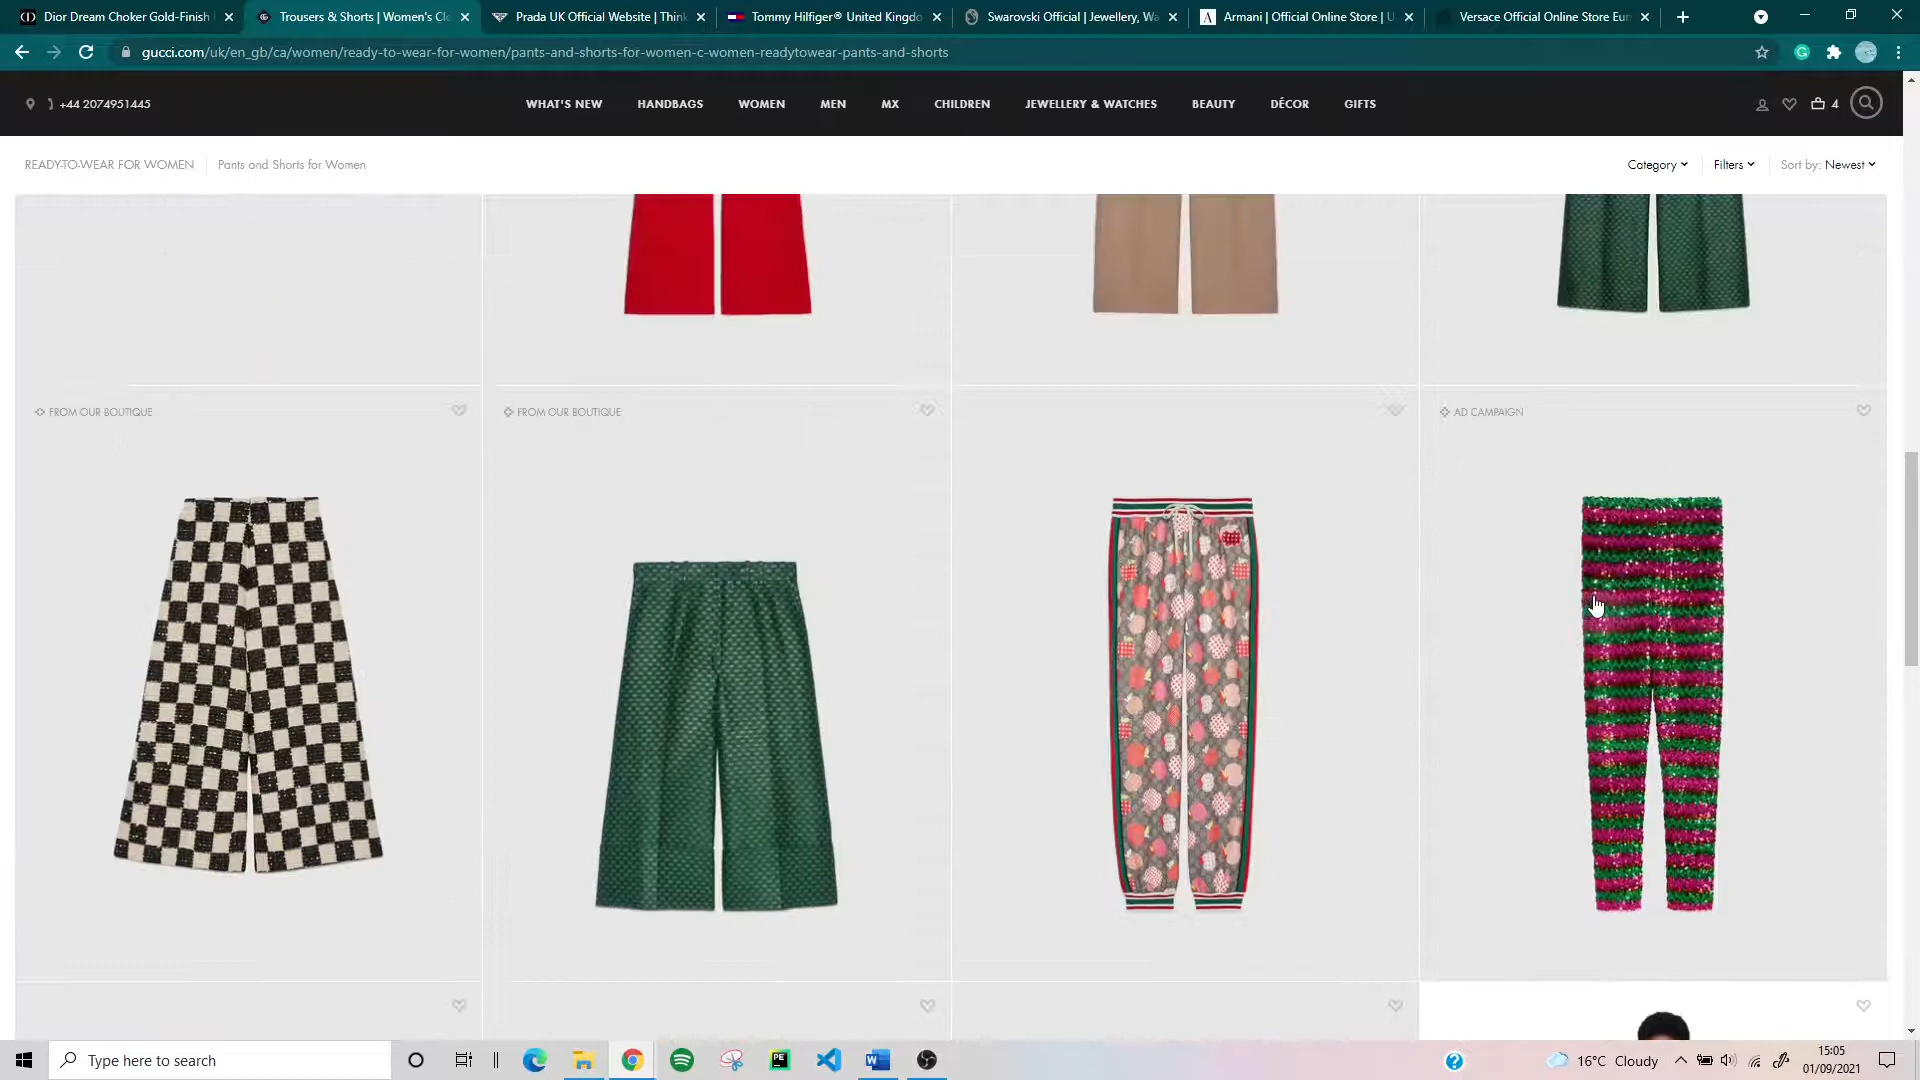 Dior Dream Choker Gold-Finish
Trousers & Shorts | Women's Cl
Prada UK Official Website | Think
Tommy Hilfiger® United Kingdo
Swarovski Official | Jewellery, Wa
Armani | Official Online Store | U
Versace Official Online Store Eur
gucci.com/uk/en_gb/ca/women/ready-to-wear-for-women/pants-and-shorts-for-women-c-women-readytowear-pants-and-shorts
+44 2074951445
WHAT'S NEW
HANDBAGS
WOMEN
MEN
MX
CHILDREN
JEWELLERY & WATCHES
BEAUTY
DÉCOR
GIFTS
4
READY-TO-WEAR FOR WOMEN
Pants and Shorts for Women
Category
Filters
Sort by: Newest
FROM OUR BOUTIQUE
FROM OUR BOUTIQUE
AD CAMPAIGN
Type here to search
16°C Cloudy
15:05
01/09/2021